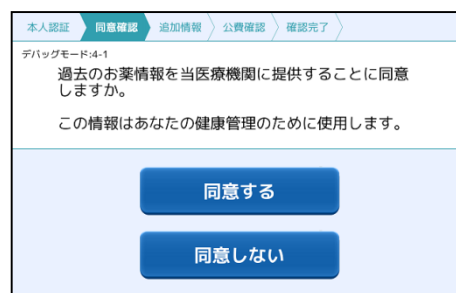 本人認証 同意確認 追加情報 公費確認 確認完了
デバッグモード:4-1
過去のお薬情報を当医療機関に提供することに同意
しますか。
この情報はあなたの健康管理のために使用します。
同意する
同意しない